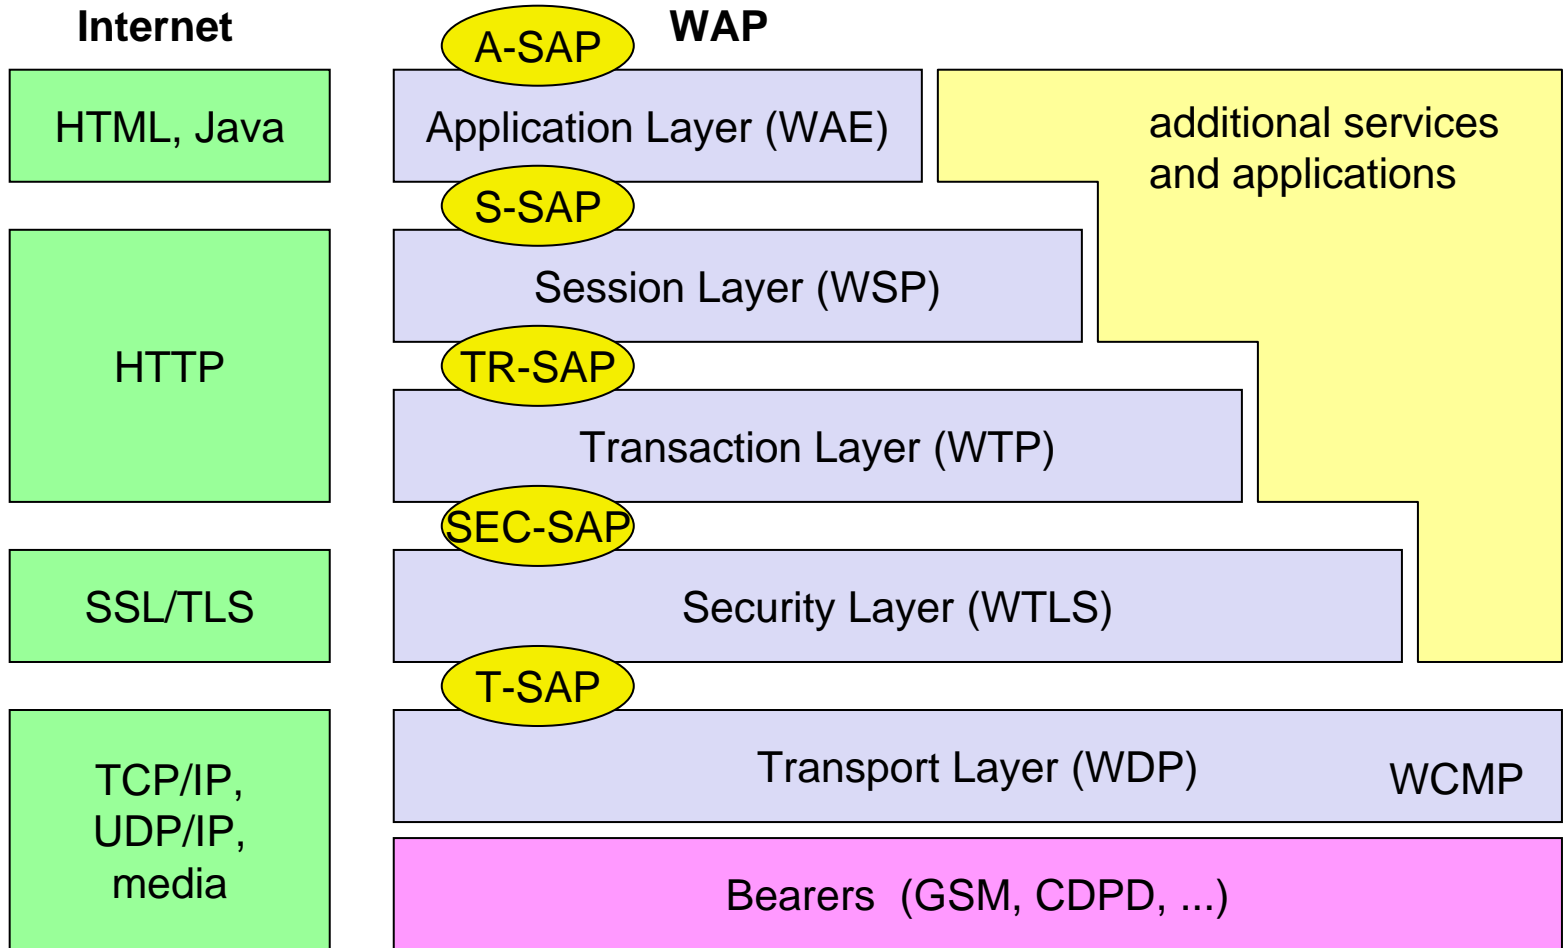 Internet
WAP
A-SAP
HTML, Java
Application Layer (WAE)
additional services
and applications
S-SAP
Session Layer (WSP)
HTTP
TR-SAP
Transaction Layer (WTP)
SEC-SAP
SSL/TLS
Security Layer (WTLS)
T-SAP
TCP/IP,
UDP/IP,
media
Transport Layer (WDP)
WCMP
Bearers (GSM, CDPD, ...)